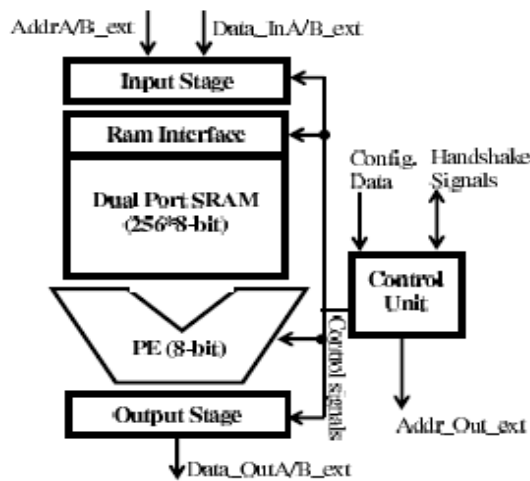 AddrA/B_ext
Data_InA/B_ext
Input Stage
Ram Interface
Dual Port SRAM
(256*8-bit)
Config.
Data
Handshake
Signals
Control
Unit
PE (8-bit)
Control signals
Output Stage
Addr_Out_ext
Data_OutA/B_ext